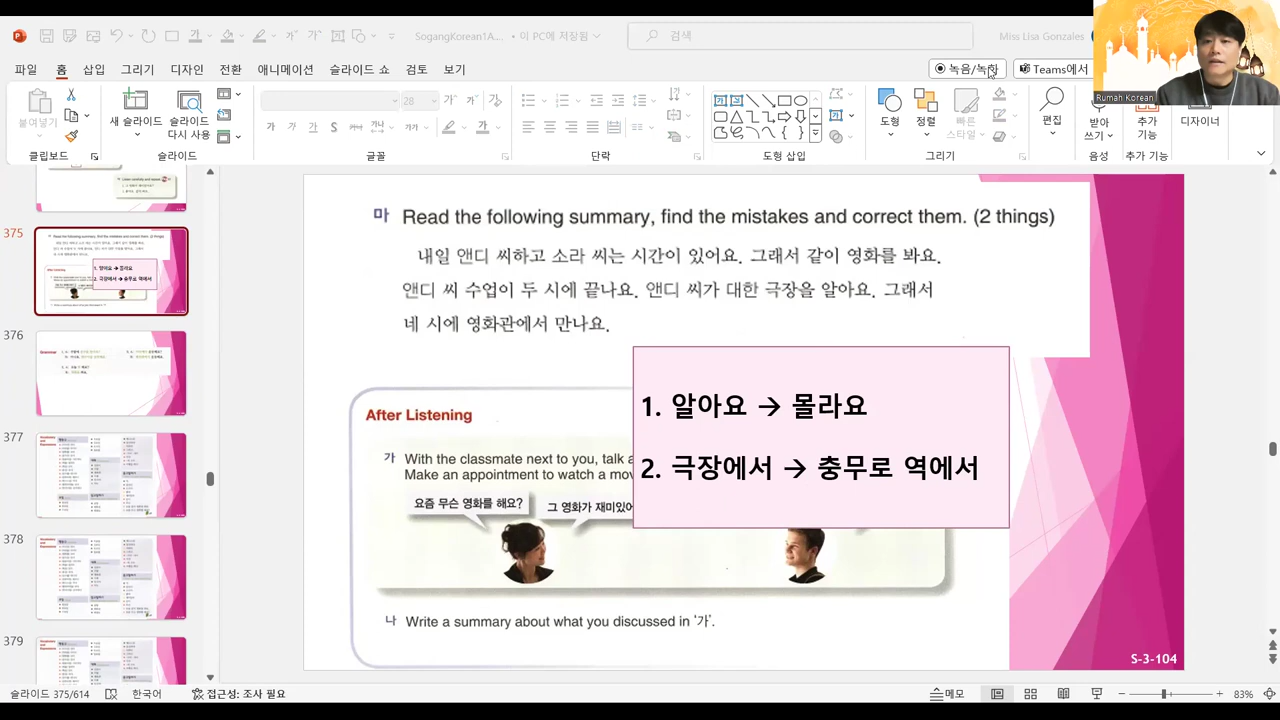 SogangKorean1A... • 이 PC에 저장됨
검색
Miss Lisa Gonzales
파일 홈 삽입 그리기 디자인 전환 애니메이션 슬라이드 쇼 검토 보기
녹음/녹화
Teams에서
Rumah Korean
붙여넣기
새 슬라이드
슬라이드 다시 사용
도형
정렬
빠른 스타일
편집
받아쓰기
추가 기능
디자이너
클립보드
슬라이드
글꼴
단락
도형 삽입
그리기
음성
추가 기능
375
376
377
378
379
마 Read the following summary, find the mistakes and correct them. (2 things)
내일 앤디 씨하고 소라 씨는 시간이 있어요. 그래서 같이 영화를 봐요.
앤디 씨 수업이 두 시에 끝나요. 앤디 씨가 대한 극장을 알아요. 그래서
네 시에 영화관에서 만나요.
1. 알아요 → 몰라요
2. 극장에서 → 충무로 역에서
After Listening
가 With the classmate next to you, talk a
Make an appointment to watch a mov
요즘 무슨 영화를 해요?
그 영화가 재미있어
나 Write a summary about what you discussed in '가'.
S-3-104
슬라이드 375/61
한국어
접근성: 조사 필요
메모
83%